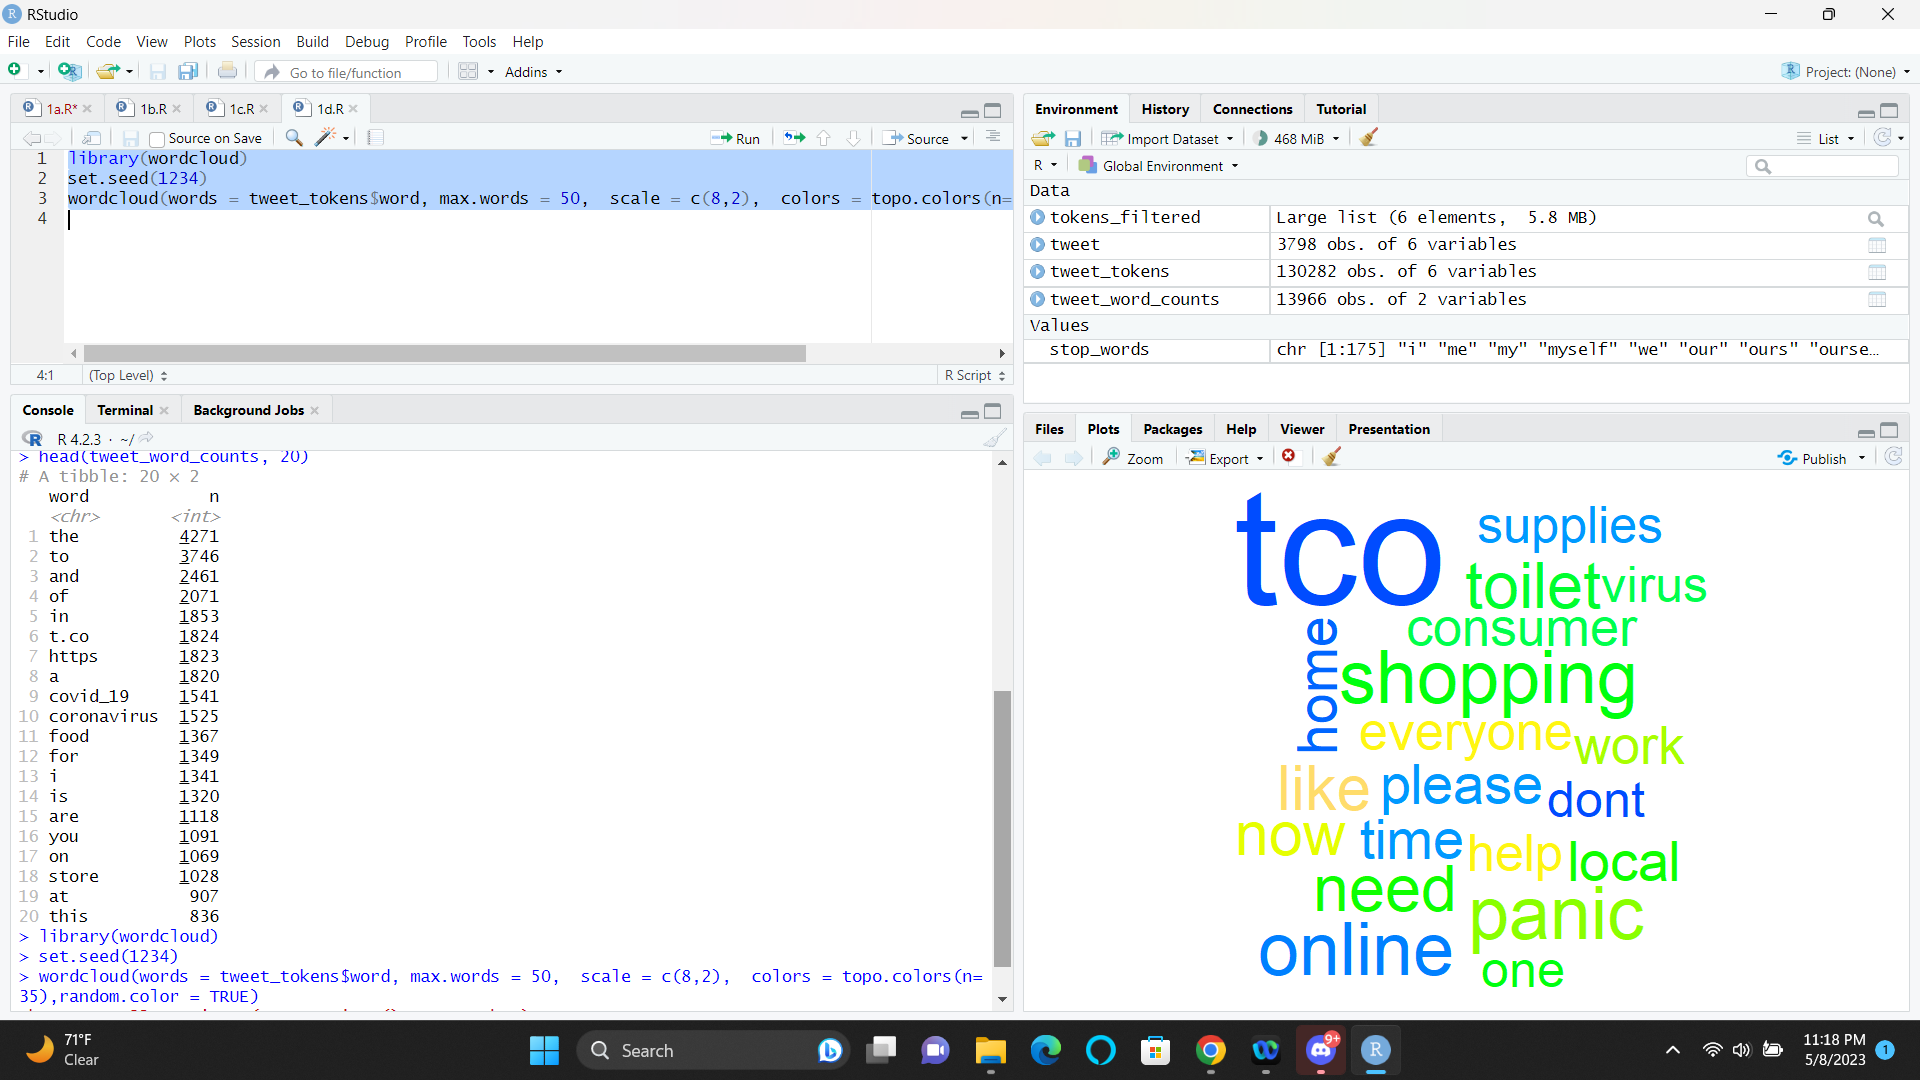 RStudio
File Edit Code View Plots Session Build Debug Profile Tools Help
Go to file/function Addins Project: (None)
1a.R* 1b.R 1c.R 1d.R
Source on Save Run Source
1 library(wordcloud)
2 set.seed(1234)
3 wordcloud(words = tweet_tokens$word, max.words = 50, scale = c(8,2), colors = topo.colors(n=
4
4:1 (Top Level) R Script
Console Terminal Background Jobs
R 4.2.3 · ~/
> head(tweet_word_counts, 20)
# A tibble: 20 × 2
word n
<chr> <int>
1 the 4271
2 to 3746
3 and 2461
4 of 2071
5 in 1853
6 t.co 1824
7 https 1823
8 a 1820
9 covid_19 1541
10 coronavirus 1525
11 food 1367
12 for 1349
13 i 1341
14 is 1320
15 are 1118
16 you 1091
17 on 1069
18 store 1028
19 at 907
20 this 836
> library(wordcloud)
> set.seed(1234)
> wordcloud(words = tweet_tokens$word, max.words = 50, scale = c(8,2), colors = topo.colors(n=
35),random.color = TRUE)
Environment History Connections Tutorial
Import Dataset 468 MiB List
R Global Environment
Data
tokens_filtered Large list (6 elements, 5.8 MB)
tweet 3798 obs. of 6 variables
tweet_tokens 130282 obs. of 6 variables
tweet_word_counts 13966 obs. of 2 variables
Values
stop_words chr [1:175] "i" "me" "my" "myself" "we" "our" "ours" "ourse…
Files Plots Packages Help Viewer Presentation
Zoom Export Publish
tco
supplies
toilet virus
consumer
home
shopping
everyone work
like please dont
now time help local
need panic
online one
71°F
Clear
Search
9+
11:18 PM
5/8/2023
1